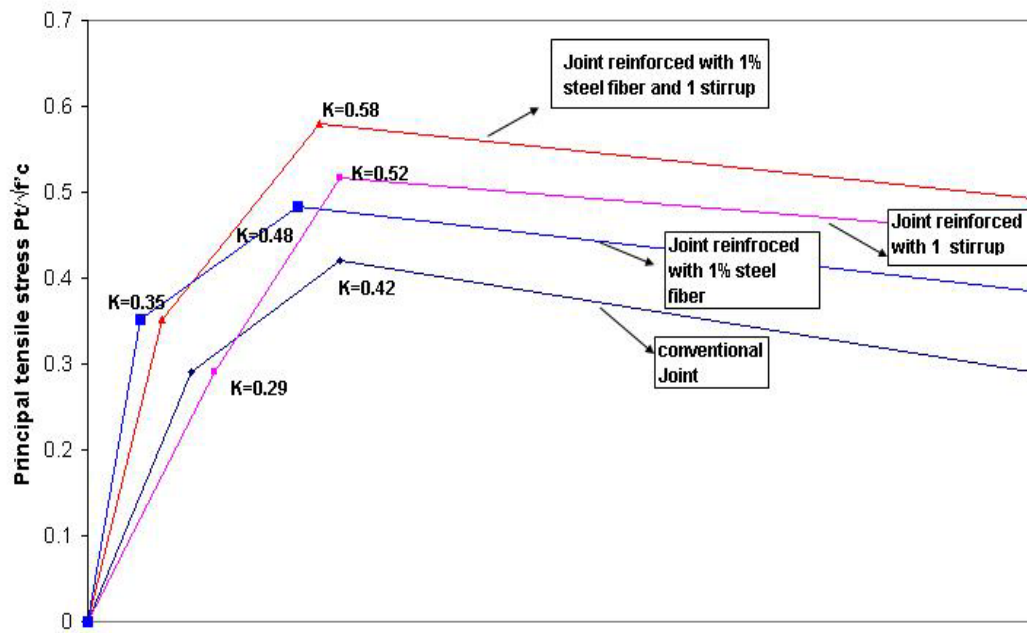 0.7
0.6
0.5
0.4
0.3
0.2
0.1
0
Principal tensile stress Pt/√f'c
Joint reinforced with 1%
steel fiber and 1 stirrup
K=0.58
K=0.52
K=0.48
K=0.35
K=0.42
K=0.29
Joint reinforced
with 1 stirrup
Joint reinfroced
with 1% steel
fiber
conventional
Joint